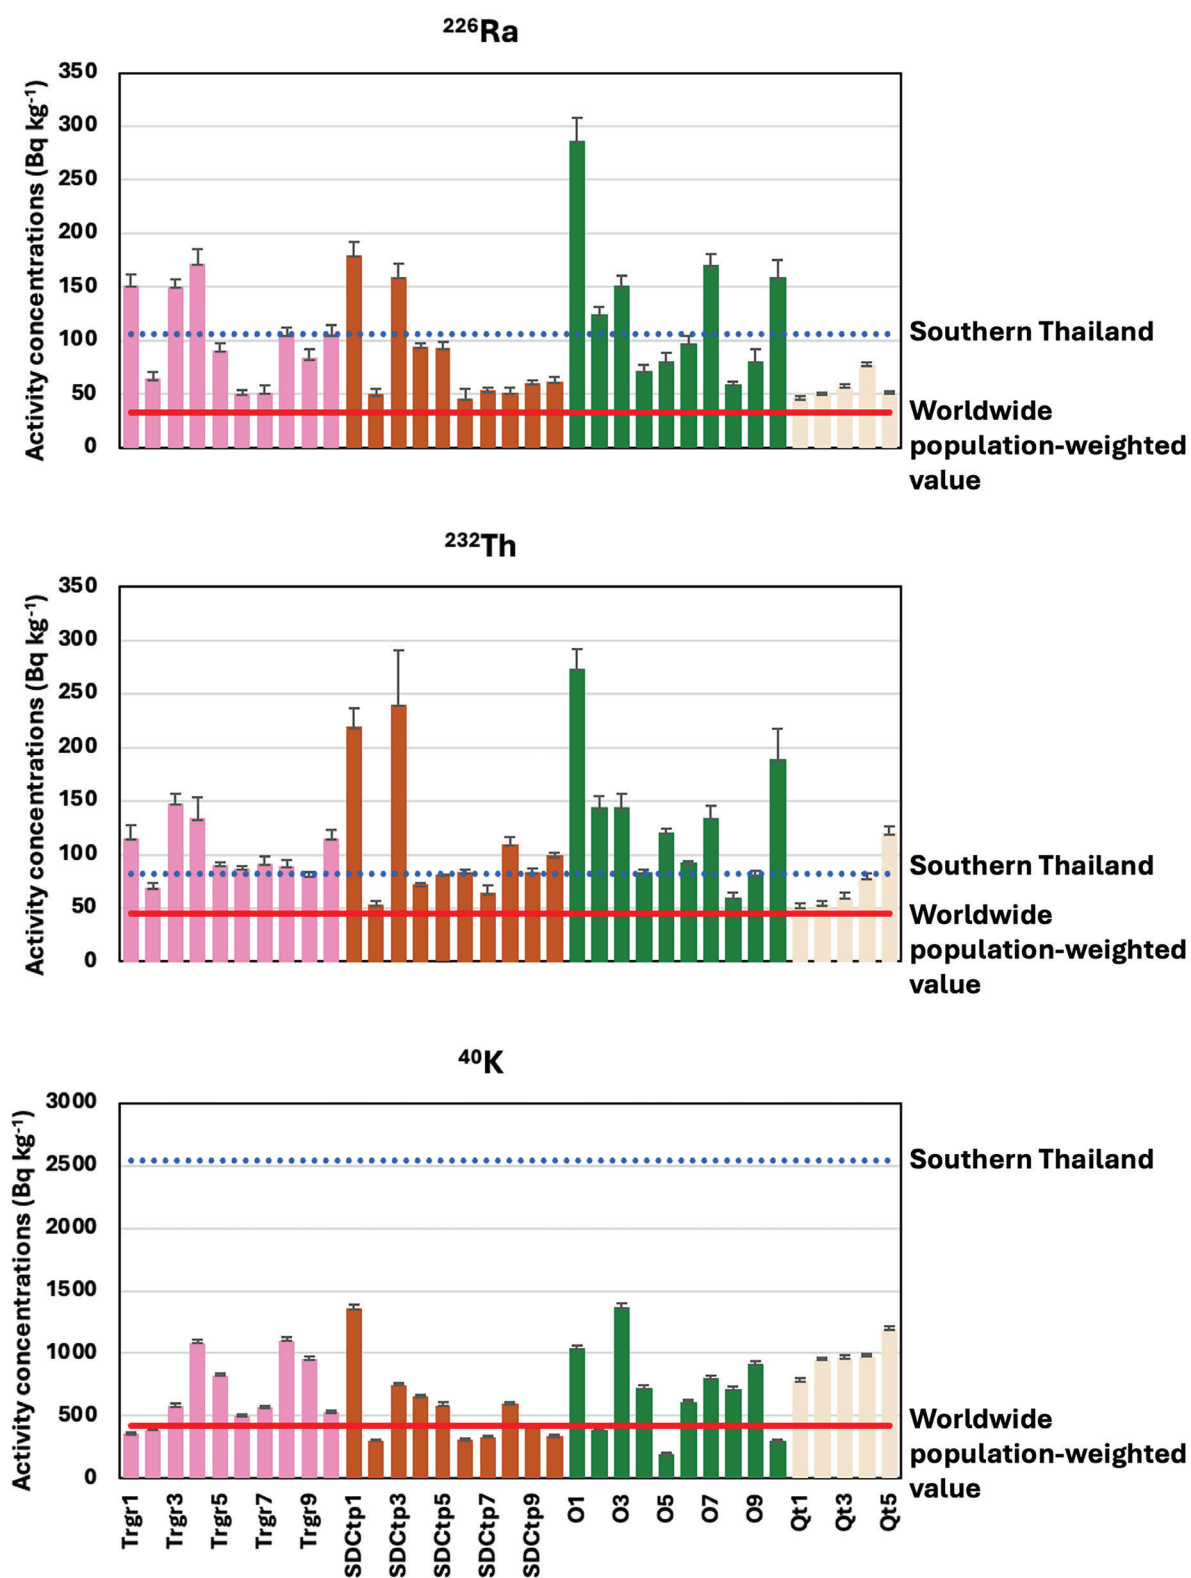 ²²⁶Ra
Activity concentrations (Bq kg⁻¹)
350
300
250
200
150
100
50
0
Southern Thailand
Worldwide
population-weighted
value
²³²Th
Activity concentrations (Bq kg⁻¹)
350
300
250
200
150
100
50
0
Southern Thailand
Worldwide
population-weighted
value
⁴⁰K
Activity concentrations (Bq kg⁻¹)
3000
2500
2000
1500
1000
500
0
Southern Thailand
Worldwide
population-weighted
value
Trgr1
Trgr3
Trgr5
Trgr7
Trgr9
SDCtp1
SDCtp3
SDCtp5
SDCtp7
SDCtp9
O1
O3
O5
O7
O9
Qt1
Qt3
Qt5